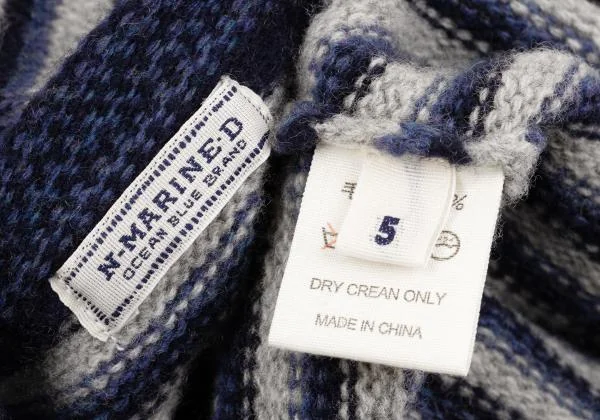 N-MARINED
OCEAN BLUE BRAND
5
%
DRY CREAN ONLY
MADE IN CHINA